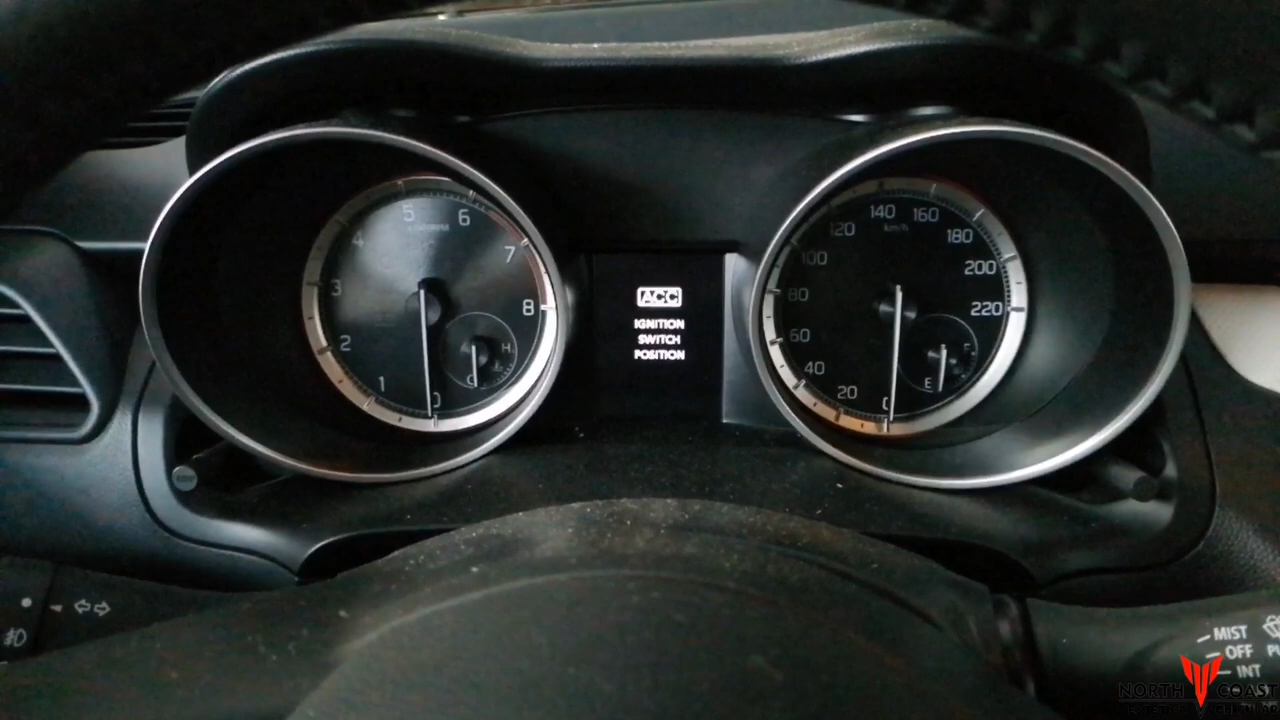 5
6
4
7
3
8
2
1
0
H
C
ACC
IGNITION
SWITCH
POSITION
140
120
160
km/h
100
180
80
200
60
220
40
20
0
F
E
MIST
OFF
INT
NORTH COAST